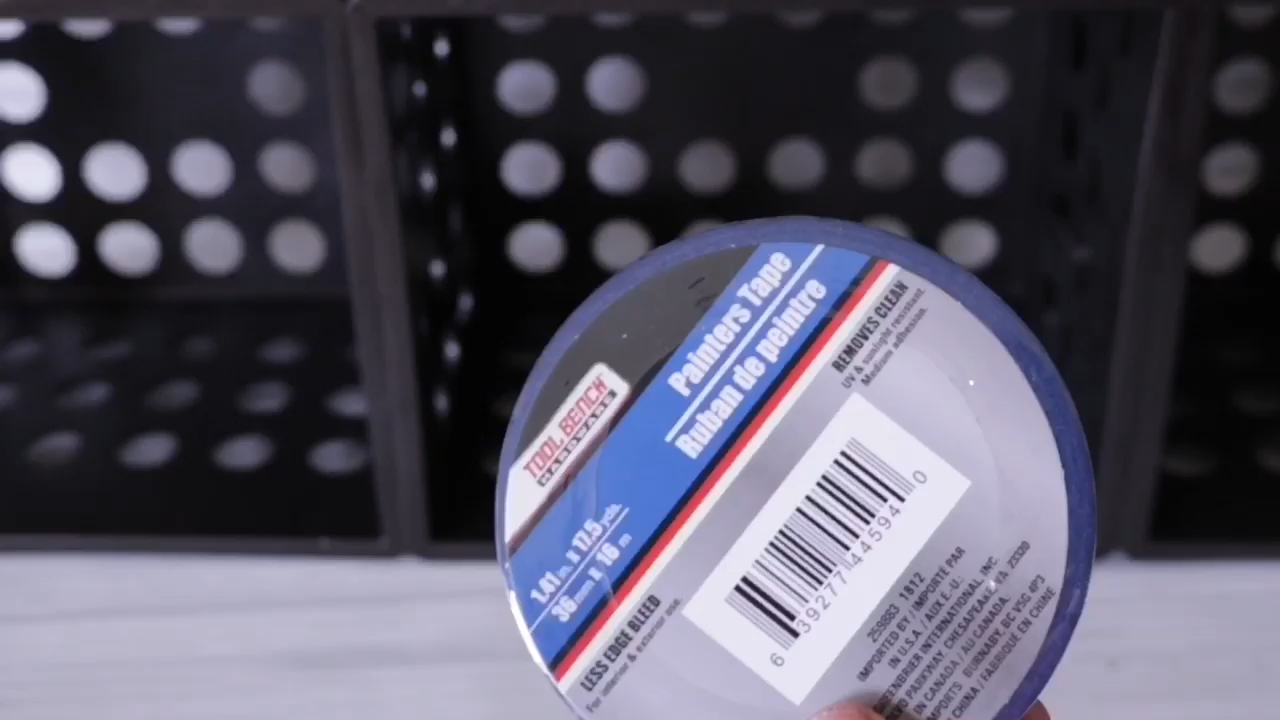 TOOL BENCH
HARDWARE
Painters Tape
Ruban de peintre
1.41 in. X 17.5 yds.
36 mm X 16 m
REMOVES CLEAN
UV & sunlight resistant.
Medium adhesion.
LESS EDGE BLEED
For interior & exterior use.
6 39277 44594 0
259883 1812
IMPORTED BY / IMPORTÉ PAR
IN U.S.A / AUX É.-U.:
INTERNATIONAL, INC.
PARKWAY, CHESAPEAKE, VA 23320
IN CANADA / AU CANADA:
BURNABY, BC V5G 4P3
CHINA / FABRIQUÉ EN CHINE